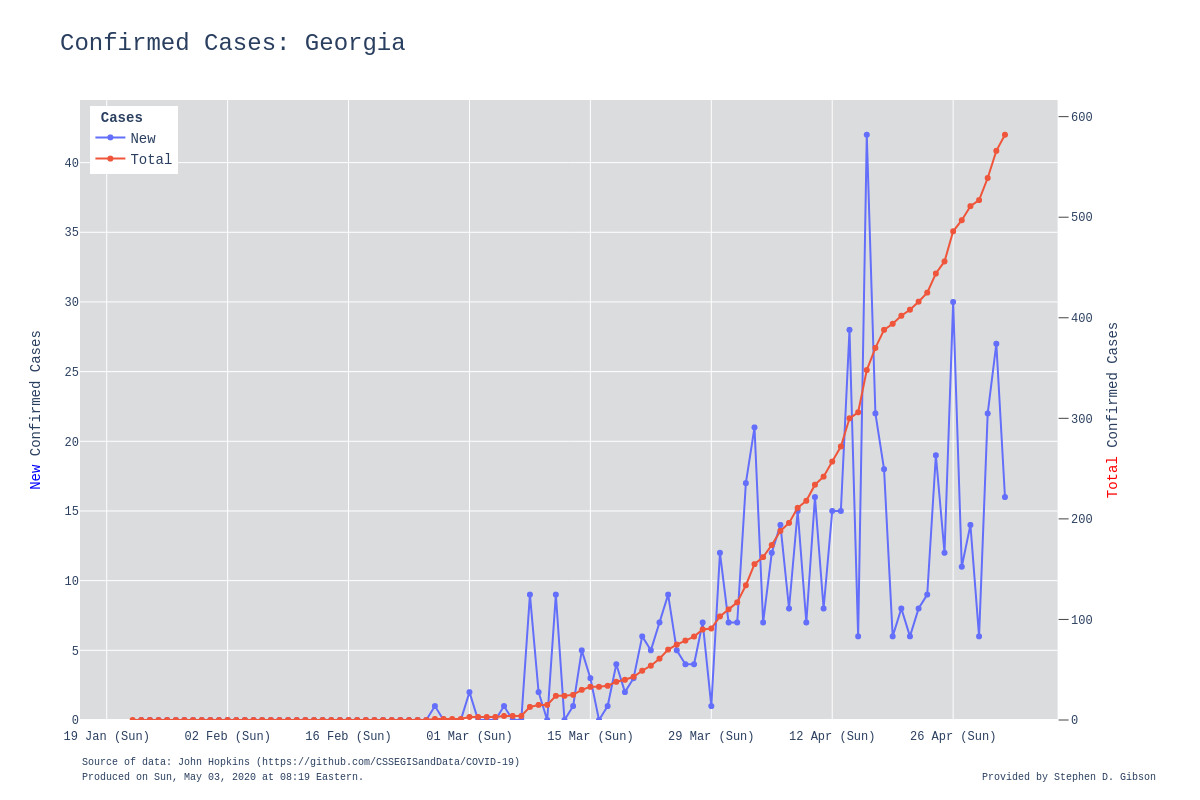 Confirmed Cases: Georgia
Cases
New
Total
40
35
30
25
20
15
10
5
0
New Confirmed Cases
600
500
400
300
200
100
0
Total Confirmed Cases
19 Jan (Sun) 02 Feb (Sun) 16 Feb (Sun) 01 Mar (Sun) 15 Mar (Sun) 29 Mar (Sun) 12 Apr (Sun) 26 Apr (Sun)
Source of data: John Hopkins (https://github.com/CSSEGISandData/COVID-19)
Produced on Sun, May 03, 2020 at 08:19 Eastern.
Provided by Stephen D. Gibson